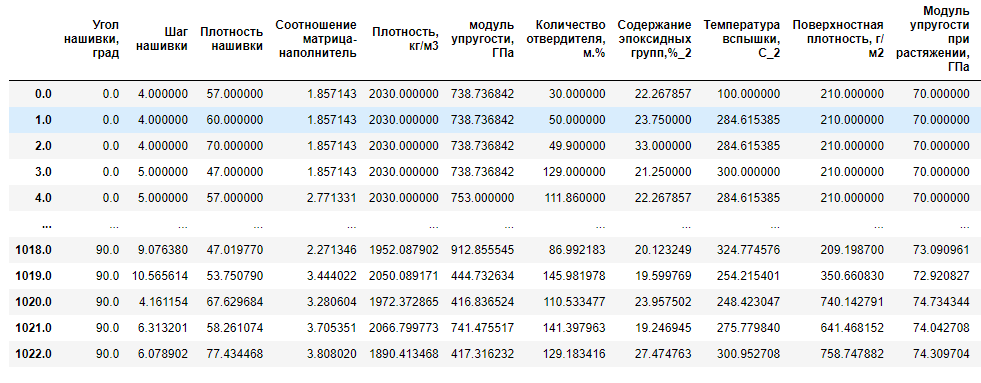 Угол нашивки, град Шаг нашивки Плотность нашивки Соотношение матрица-наполнитель Плотность, кг/м3 модуль упругости, ГПа Количество отвердителя, м.% Содержание эпоксидных групп,%_2 Температура вспышки, С_2 Поверхностная плотность, г/м2 Модуль упругости при растяжении, ГПа
0.0 0.0 4.000000 57.000000 1.857143 2030.000000 738.736842 30.000000 22.267857 100.000000 210.000000 70.000000
1.0 0.0 4.000000 60.000000 1.857143 2030.000000 738.736842 50.000000 23.750000 284.615385 210.000000 70.000000
2.0 0.0 4.000000 70.000000 1.857143 2030.000000 738.736842 49.900000 33.000000 284.615385 210.000000 70.000000
3.0 0.0 5.000000 47.000000 1.857143 2030.000000 738.736842 129.000000 21.250000 300.000000 210.000000 70.000000
4.0 0.0 5.000000 57.000000 2.771331 2030.000000 753.000000 111.860000 22.267857 284.615385 210.000000 70.000000
... ... ... ... ... ... ... ... ... ... ... ...
1018.0 90.0 9.076380 47.019770 2.271346 1952.087902 912.855545 86.992183 20.123249 324.774576 209.198700 73.090961
1019.0 90.0 10.565614 53.750790 3.444022 2050.089171 444.732634 145.981978 19.599769 254.215401 350.660830 72.920827
1020.0 90.0 4.161154 67.629684 3.280604 1972.372865 416.836524 110.533477 23.957502 248.423047 740.142791 74.734344
1021.0 90.0 6.313201 58.261074 3.705351 2066.799773 741.475517 141.397963 19.246945 275.779840 641.468152 74.042708
1022.0 90.0 6.078902 77.434468 3.808020 1890.413468 417.316232 129.183416 27.474763 300.952708 758.747882 74.309704